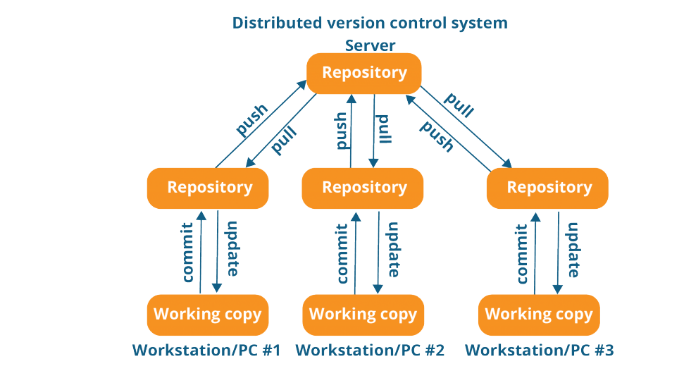 Distributed version control system
Server
Repository
push
pull
push
pull
push
pull
Repository
Repository
Repository
commit
update
commit
update
commit
update
Working copy
Working copy
Working copy
Workstation/PC #1
Workstation/PC #2
Workstation/PC #3